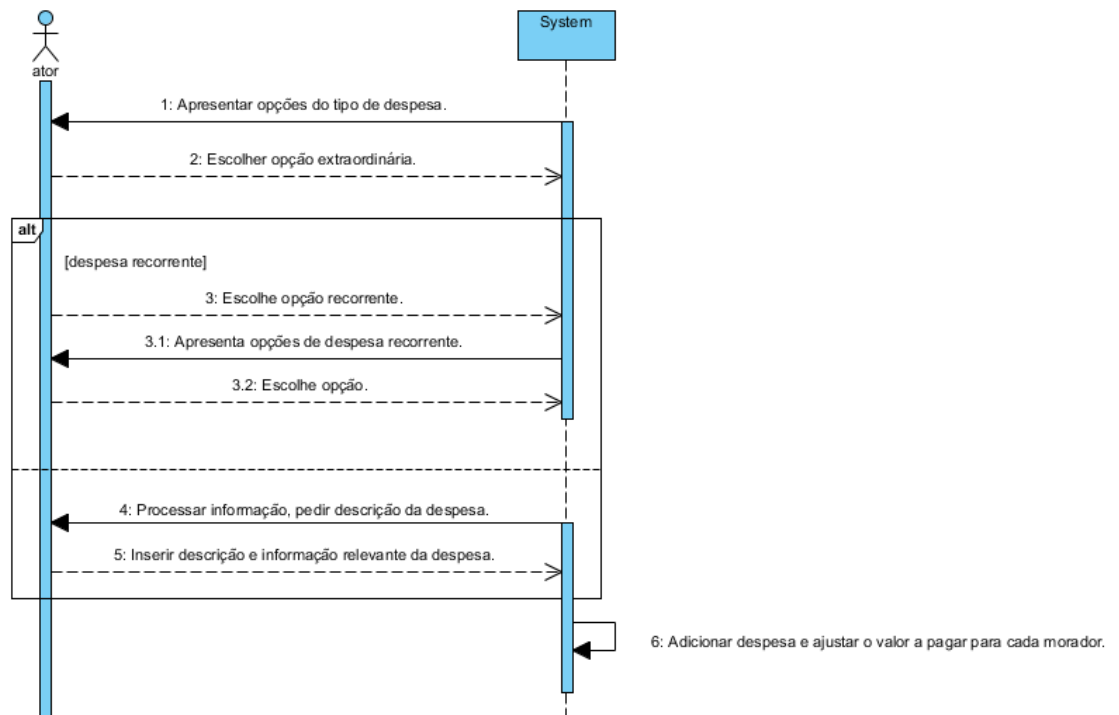 ator
System
1: Apresentar opções do tipo de despesa.
2: Escolher opção extraordinária.
alt
[despesa recorrente]
3: Escolhe opção recorrente.
3.1: Apresenta opções de despesa recorrente.
3.2: Escolhe opção.
4: Processar informação, pedir descrição da despesa.
5: Inserir descrição e informação relevante da despesa.
6: Adicionar despesa e ajustar o valor a pagar para cada morador.